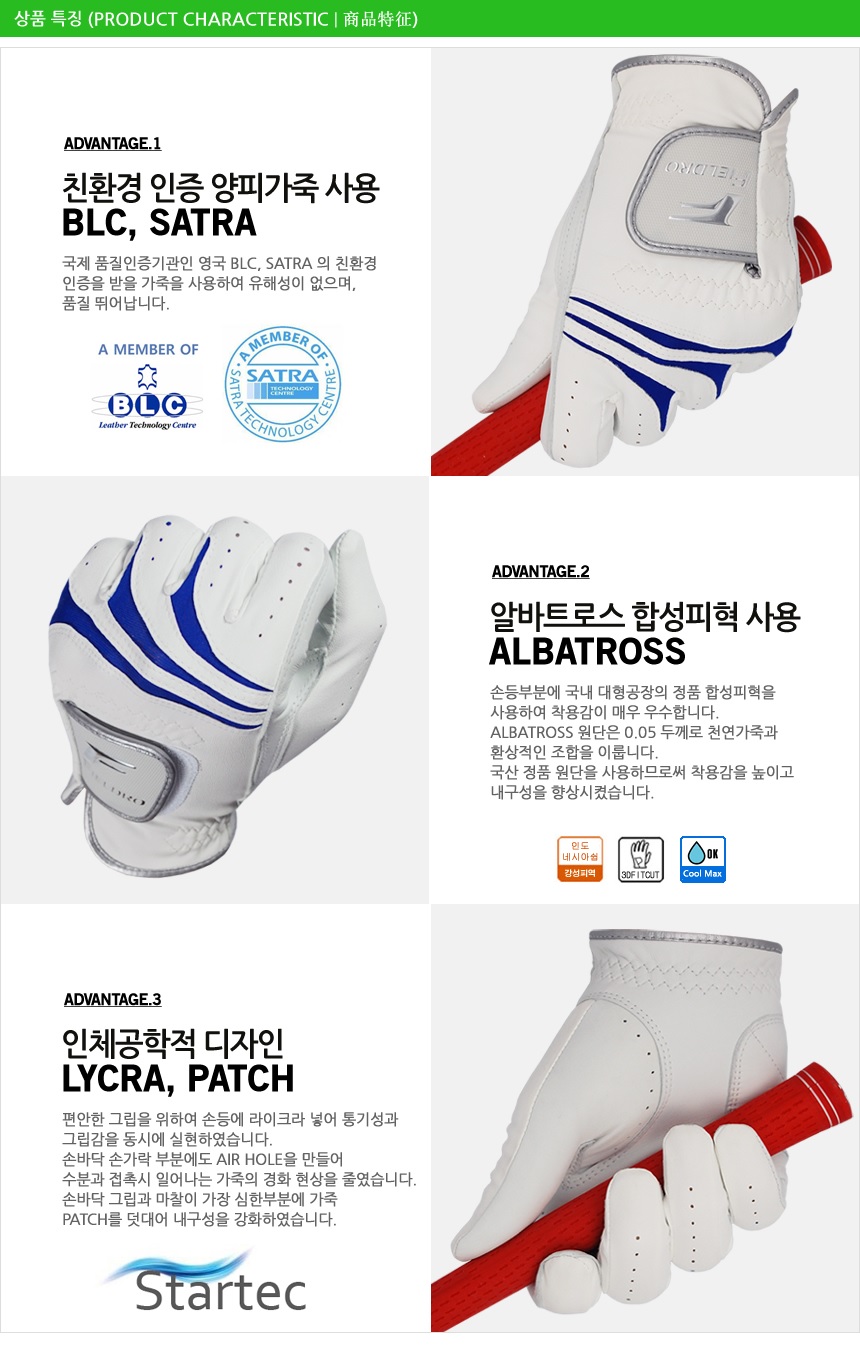 상품 특징 (PRODUCT CHARACTERISTIC | 商品特征)
ADVANTAGE.1
친환경 인증 양피가죽 사용
BLC, SATRA
국제 품질인증기관인 영국 BLC, SATRA 의 친환경
인증을 받을 가죽을 사용하여 유해성이 없으며,
품질 뛰어납니다.
A MEMBER OF
BLC
Leather Technology Centre
A MEMBER OF
SATRA
TECHNOLOGY
CENTRE
SATRA TECHNOLOGY CENTRE
FIELDRO
FIELDRO
ADVANTAGE.2
알바트로스 합성피혁 사용
ALBATROSS
손등부분에 국내 대형공장의 정품 합성피혁을
사용하여 착용감이 매우 우수합니다.
ALBATROSS 원단은 0.05 두께로 천연가죽과
환상적인 조합을 이룹니다.
국산 정품 원단을 사용하므로써 착용감을 높이고
내구성을 향상시켰습니다.
인도
네시아쉽
강성피역
3DFITCUT
OK
Cool Max
ADVANTAGE.3
인체공학적 디자인
LYCRA, PATCH
편안한 그립을 위하여 손등에 라이크라 넣어 통기성과
그립감을 동시에 실현하였습니다.
손바닥 손가락 부분에도 AIR HOLE을 만들어
수분과 접촉시 일어나는 가죽의 경화 현상을 줄였습니다.
손바닥 그립과 마찰이 가장 심한부분에 가죽
PATCH를 덧대어 내구성을 강화하였습니다.
Startec